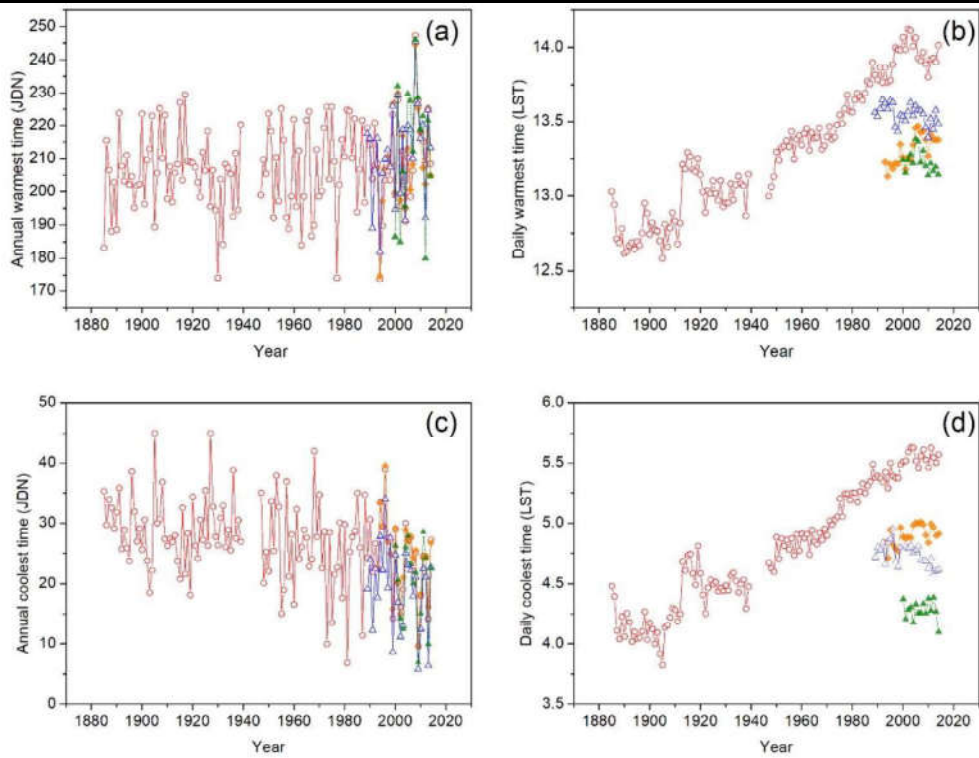 (a)
Annual warmest time (JDN)
250
240
230
220
210
200
190
180
170
1880 1900 1920 1940 1960 1980 2000 2020
Year
(b)
Daily warmest time (LST)
14.0
13.5
13.0
12.5
1880 1900 1920 1940 1960 1980 2000 2020
Year
(c)
Annual coolest time (JDN)
50
40
30
20
10
0
1880 1900 1920 1940 1960 1980 2000 2020
Year
(d)
Daily coolest time (LST)
6.0
5.5
5.0
4.5
4.0
3.5
1880 1900 1920 1940 1960 1980 2000 2020
Year